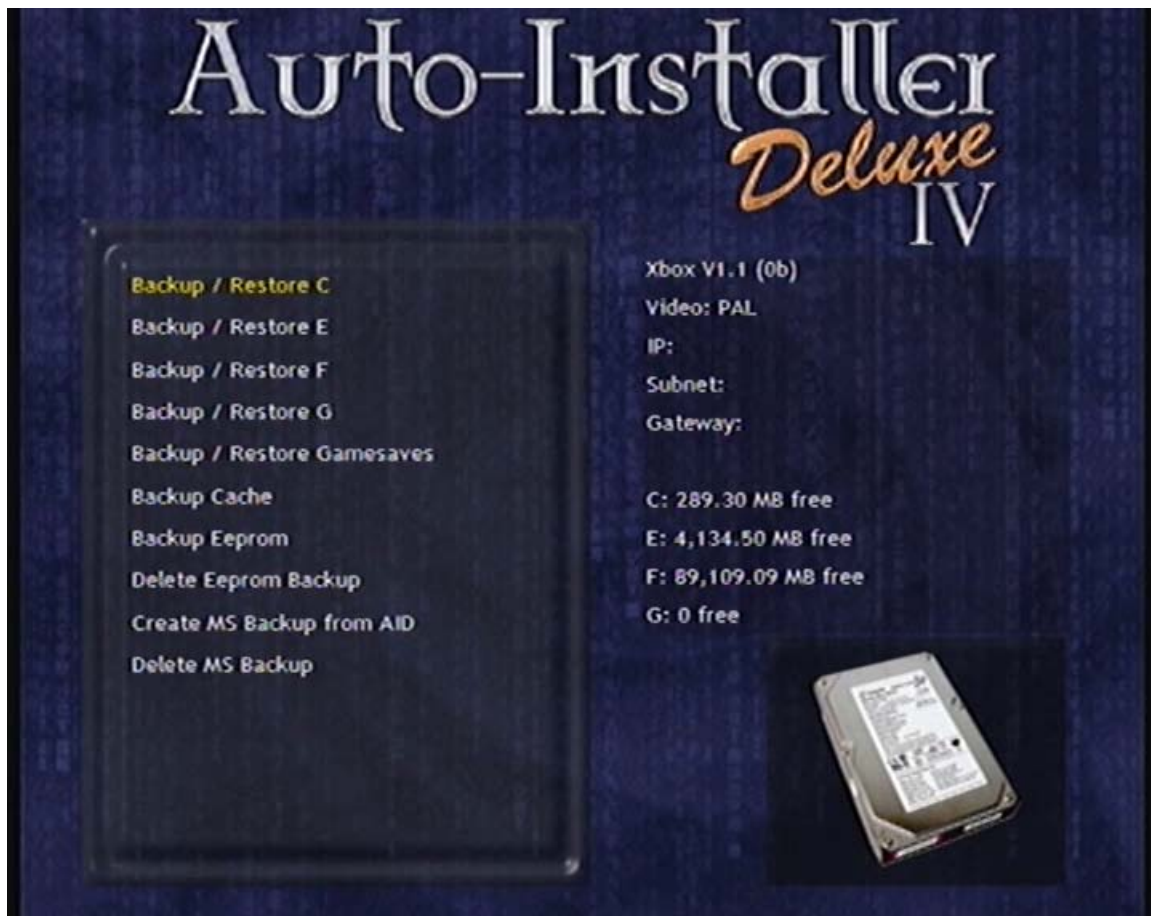 Auto-Installer
Deluxe
IV
Backup / Restore C
Backup / Restore E
Backup / Restore F
Backup / Restore G
Backup / Restore Gamesaves
Backup Cache
Backup Eeprom
Delete Eeprom Backup
Create MS Backup from AID
Delete MS Backup
Xbox V1.1 (0b)
Video: PAL
IP:
Subnet:
Gateway:
C: 289.30 MB free
E: 4,134.50 MB free
F: 89,109.09 MB free
G: 0 free